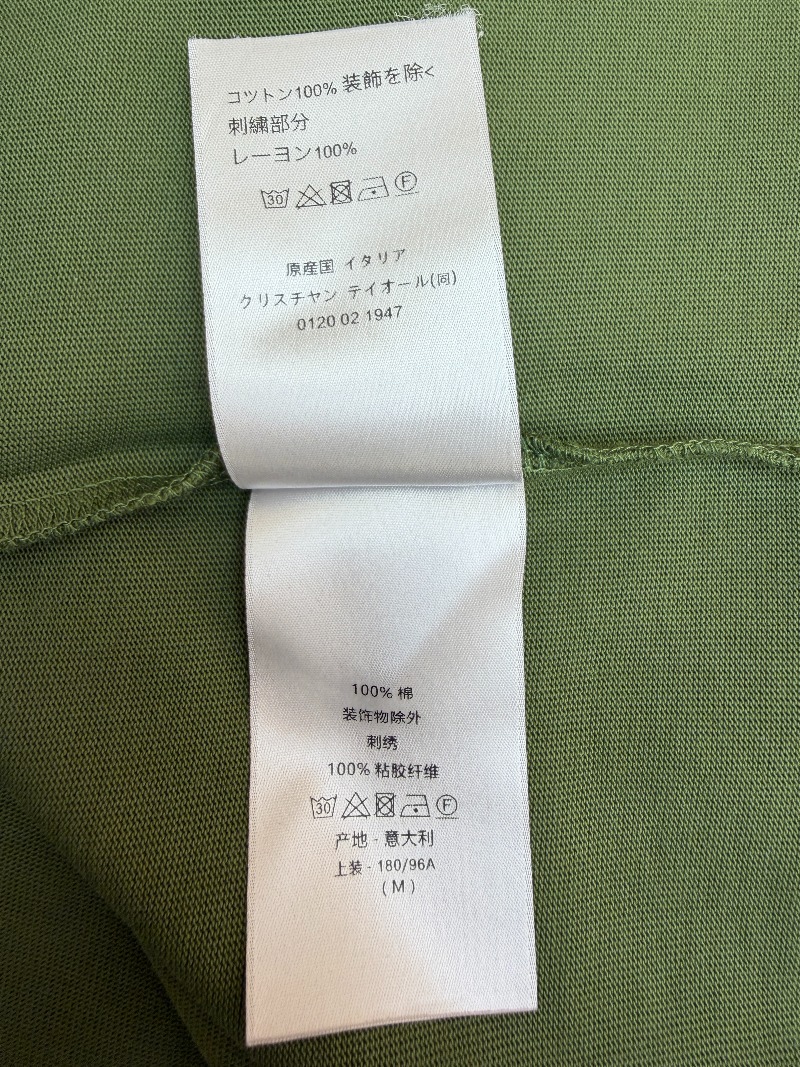 コットン100% 装飾を除く
刺繍部分
レーヨン100%
30 F
原産国 イタリア
クリスチャン ディオール(同)
0120 02 1947
100% 棉
装饰物除外
刺绣
100% 粘胶纤维
30 F
产地 - 意大利
上装 - 180/96A
( M )